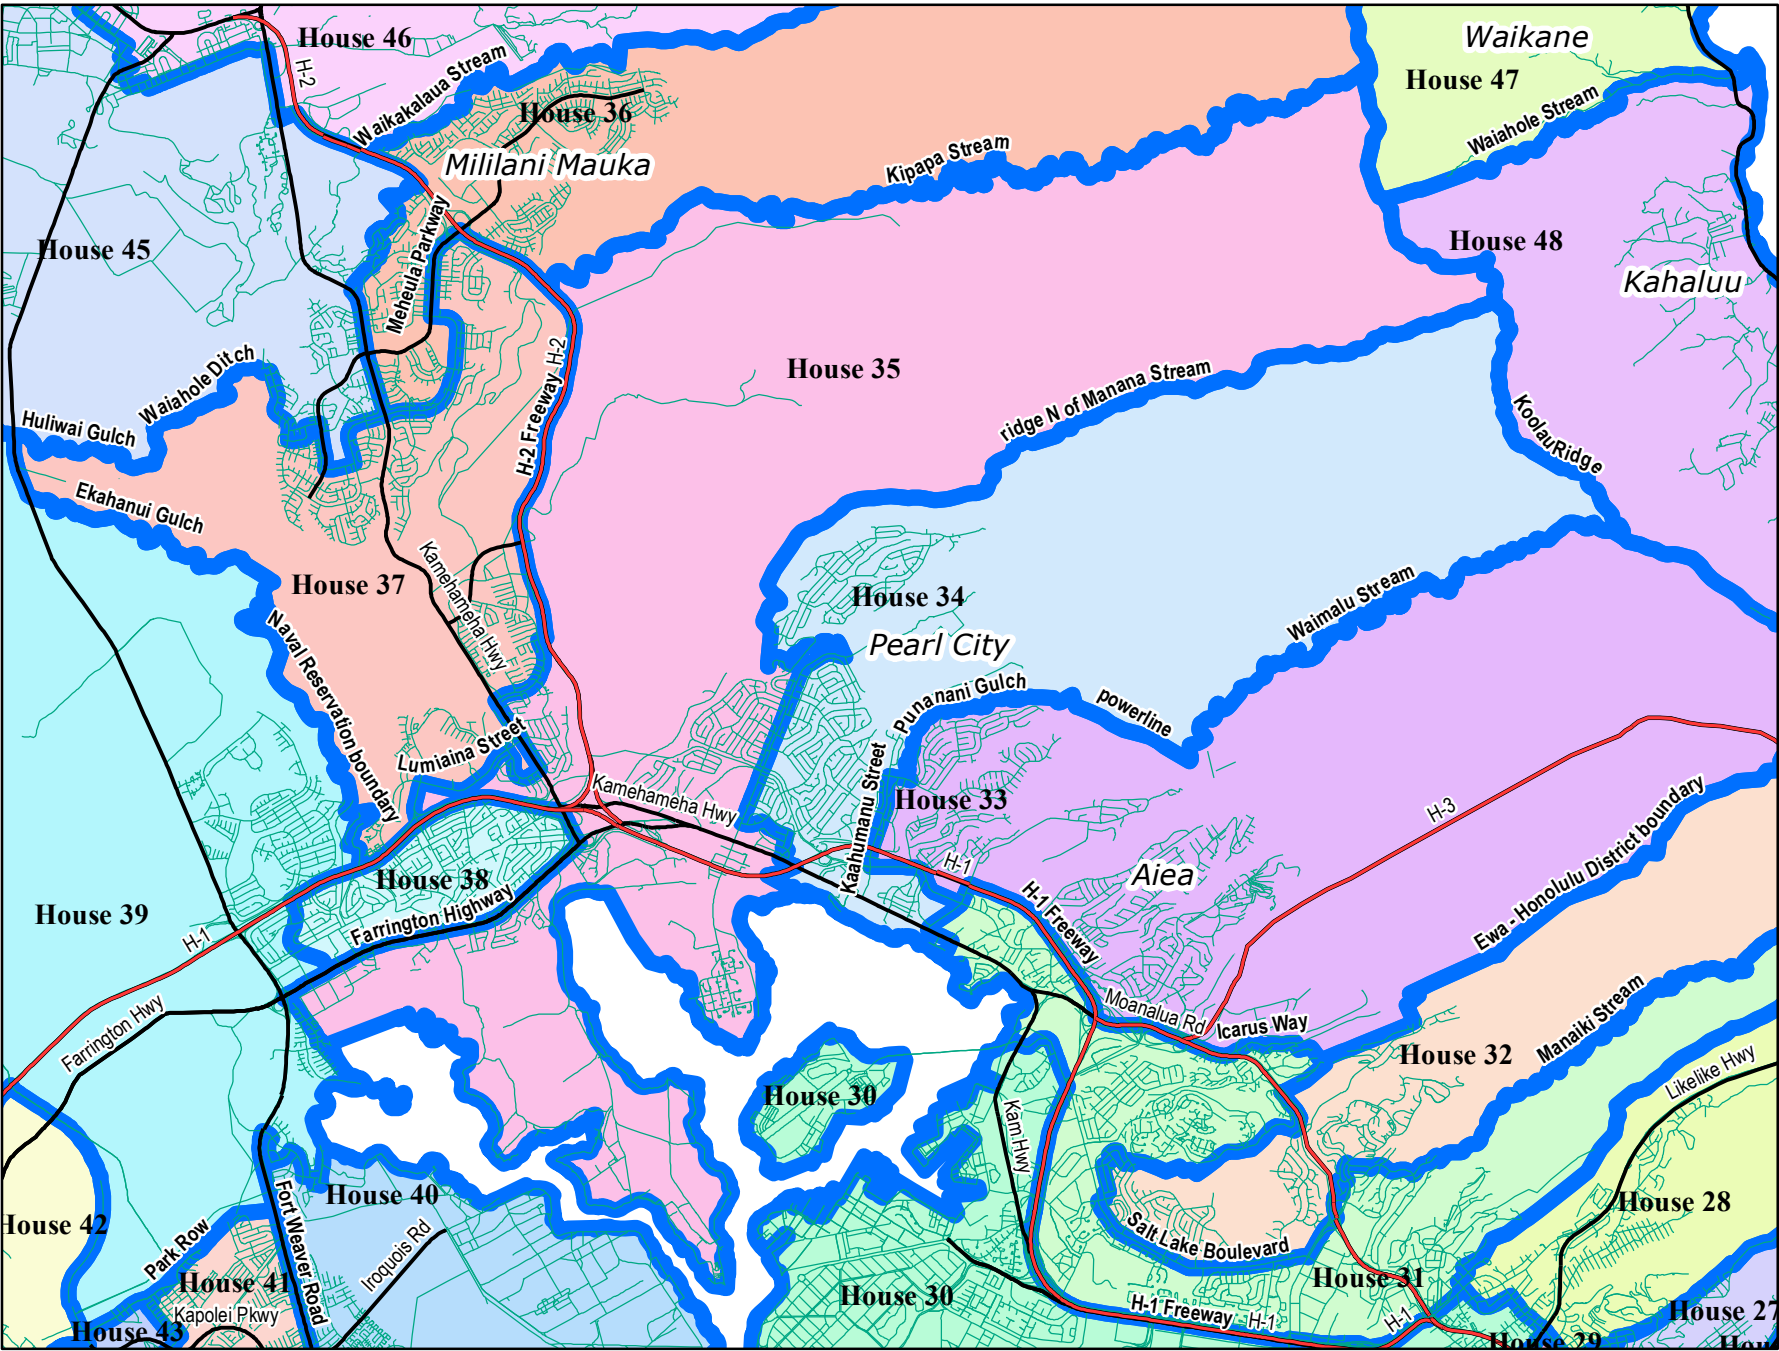 House 46
Waikane
House 47
H-2
Waikakalaua Stream
House 36
Waiahole Stream
Mililani Mauka
Kipapa Stream
House 45
Meheula Parkway
House 48
Kahaluu
Waiahole Ditch
H-2
H-2 Freeway
House 35
ridge N of Manana Stream
Huliwai Gulch
Koolau Ridge
Ekahanui Gulch
House 37
Kamehameha Hwy
House 34
Waimalu Stream
Pearl City
Naval Reservation boundary
Punanani Gulch
powerline
Lumiaina Street
Kamehameha Hwy
Kaahumanu Street
House 33
H-3
Ewa - Honolulu District boundary
H-1
Aiea
House 38
H-1 Freeway
House 39
Farrington Highway
H-1
Farrington Hwy
Moanalua Rd
Icarus Way
Manaiki Stream
House 32
Likelike Hwy
House 30
Kam Hwy
House 40
House 42
Park Row
Fort Weaver Road
Iroquois Rd
House 28
Salt Lake Boulevard
House 41
House 31
House 30
Kapolei Pkwy
H-1 Freeway
H-1
H-1
House 27
House 43
House 29
Hou